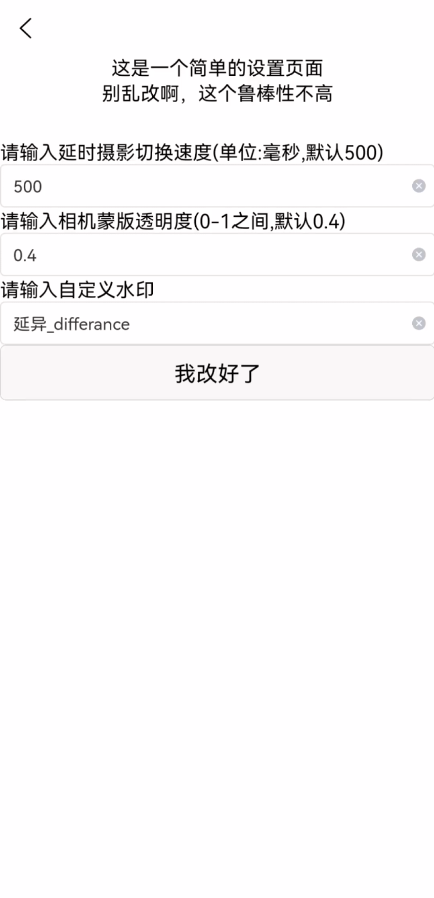 这是一个简单的设置页面
别乱改啊，这个鲁棒性不高
请输入延时摄影切换速度(单位:毫秒,默认500)
500
请输入相机蒙版透明度(0-1之间,默认0.4)
0.4
请输入自定义水印
延异_differance
我改好了